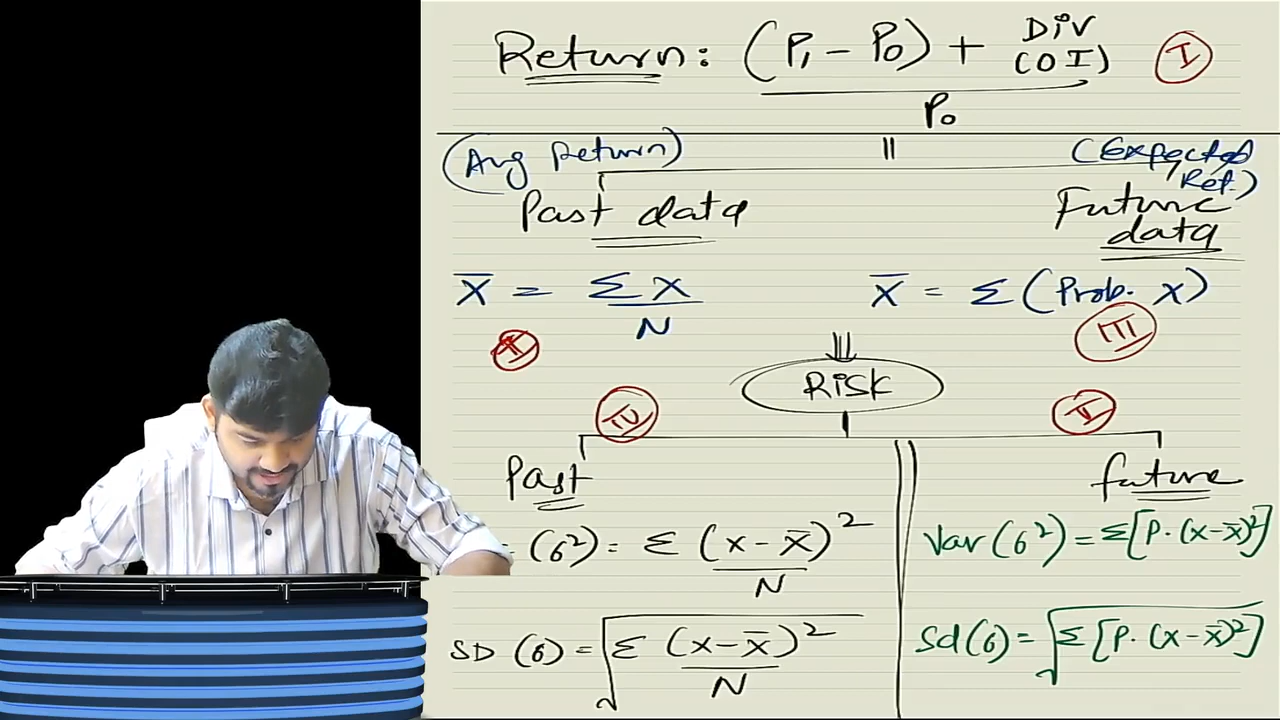 Return: (P₁ - P₀) + Div (OI) I
P₀
(Avg Return) (Expected Ret.)
Past data Future data
X̅ = Σx / N X̅ = Σ(Prob. X)
III
Risk
IV V
Past future
(σ²) = Σ (x-x̅)² / N Var(σ²) = Σ[P.(x-x̅)²]
SD (σ) = √Σ (x-x̅)² / N Sd(σ) = √Σ[P.(x-x̅)²]